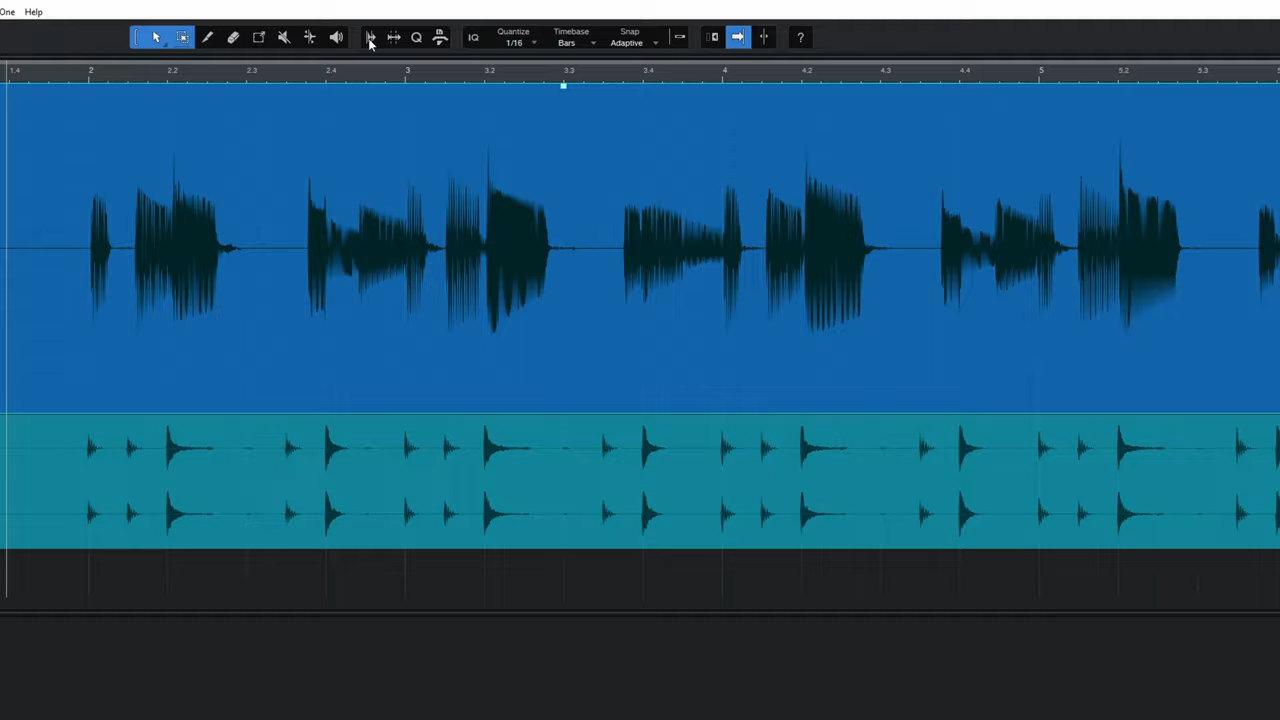 One Help
IQ Quantize Timebase Snap
1/16 Bars Adaptive ?
1.4 2 2.2 2.3 2.4 3 3.2 3.3 3.4 4 4.2 4.3 4.4 5 5.2 5.3